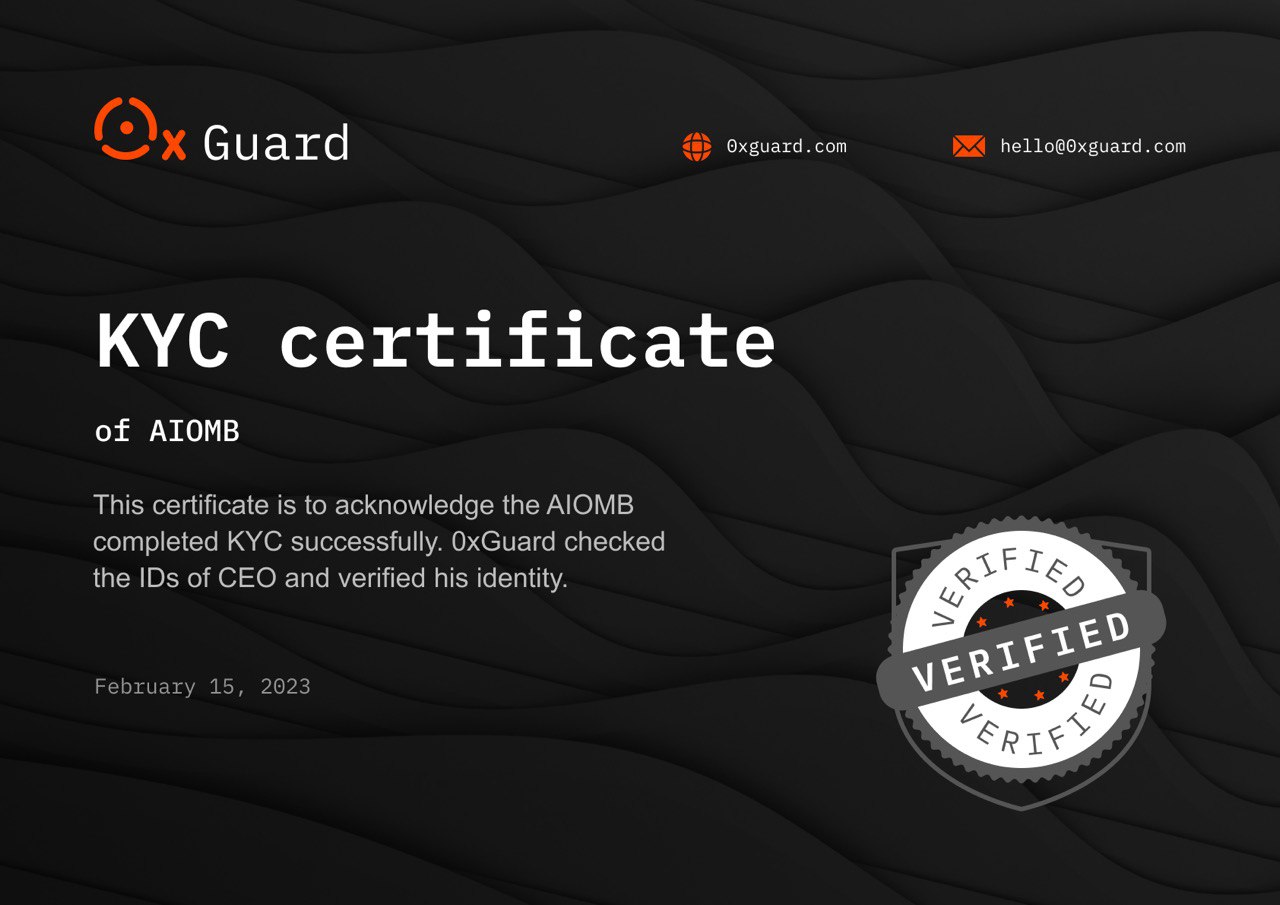 0x Guard
0xguard.com
hello@0xguard.com
KYC certificate
of AIOMB
This certificate is to acknowledge the AIOMB
completed KYC successfully. 0xGuard checked
the IDs of CEO and verified his identity.
VERIFIED
VERIFIED
VERIFIED
February 15, 2023